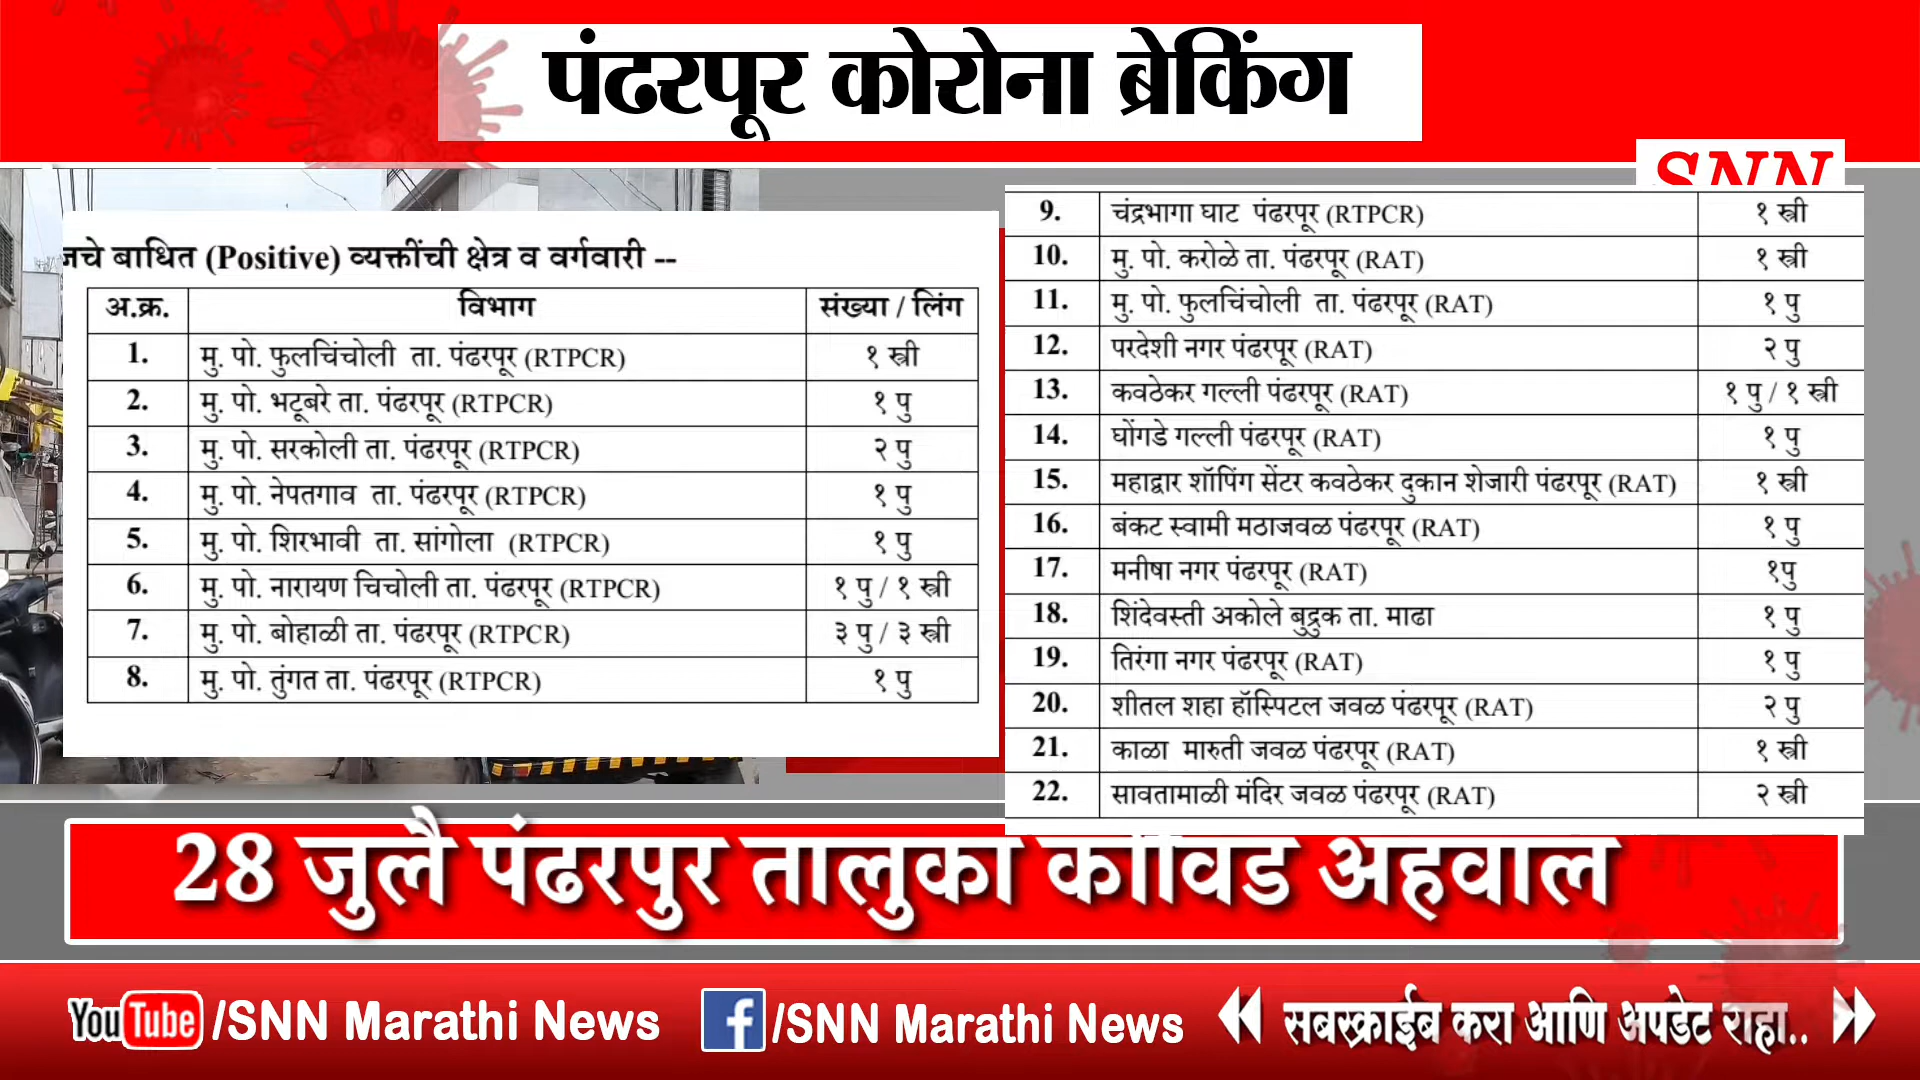 पंढरपूर कोरोना ब्रेकिंग
SNN
जचे बाधित (Positive) व्यक्तींची क्षेत्र व वर्गवारी --
अ.क्र. विभाग संख्या / लिंग
1. मु. पो. फुलचिंचोली ता. पंढरपूर (RTPCR) १ स्त्री
2. मु. पो. भटूबरे ता. पंढरपूर (RTPCR) १ पु
3. मु. पो. सरकोली ता. पंढरपूर (RTPCR) २ पु
4. मु. पो. नेपतगाव ता. पंढरपूर (RTPCR) १ पु
5. मु. पो. शिरभावी ता. सांगोला (RTPCR) १ पु
6. मु. पो. नारायण चिचोली ता. पंढरपूर (RTPCR) १ पु / १ स्त्री
7. मु. पो. बोहाळी ता. पंढरपूर (RTPCR) ३ पु / ३ स्त्री
8. मु. पो. तुंगत ता. पंढरपूर (RTPCR) १ पु
9. चंद्रभागा घाट पंढरपूर (RTPCR) १ स्त्री
10. मु. पो. करोळे ता. पंढरपूर (RAT) १ स्त्री
11. मु. पो. फुलचिंचोली ता. पंढरपूर (RAT) १ पु
12. परदेशी नगर पंढरपूर (RAT) २ पु
13. कवठेकर गल्ली पंढरपूर (RAT) १ पु / १ स्त्री
14. घोंगडे गल्ली पंढरपूर (RAT) १ पु
15. महाद्वार शॉपिंग सेंटर कवठेकर दुकान शेजारी पंढरपूर (RAT) १ स्त्री
16. बंकट स्वामी मठाजवळ पंढरपूर (RAT) १ पु
17. मनीषा नगर पंढरपूर (RAT) १पु
18. शिंदेवस्ती अकोले बुद्रुक ता. माढा १ पु
19. तिरंगा नगर पंढरपूर (RAT) १ पु
20. शीतल शहा हॉस्पिटल जवळ पंढरपूर (RAT) २ पु
21. काळा मारुती जवळ पंढरपूर (RAT) १ स्त्री
22. सावतामाळी मंदिर जवळ पंढरपूर (RAT) २ स्त्री
28 जुलै पंढरपुर तालुका कोविड अहवाल
YouTube /SNN Marathi News f /SNN Marathi News सबस्क्राईब करा आणि अपडेट राहा..